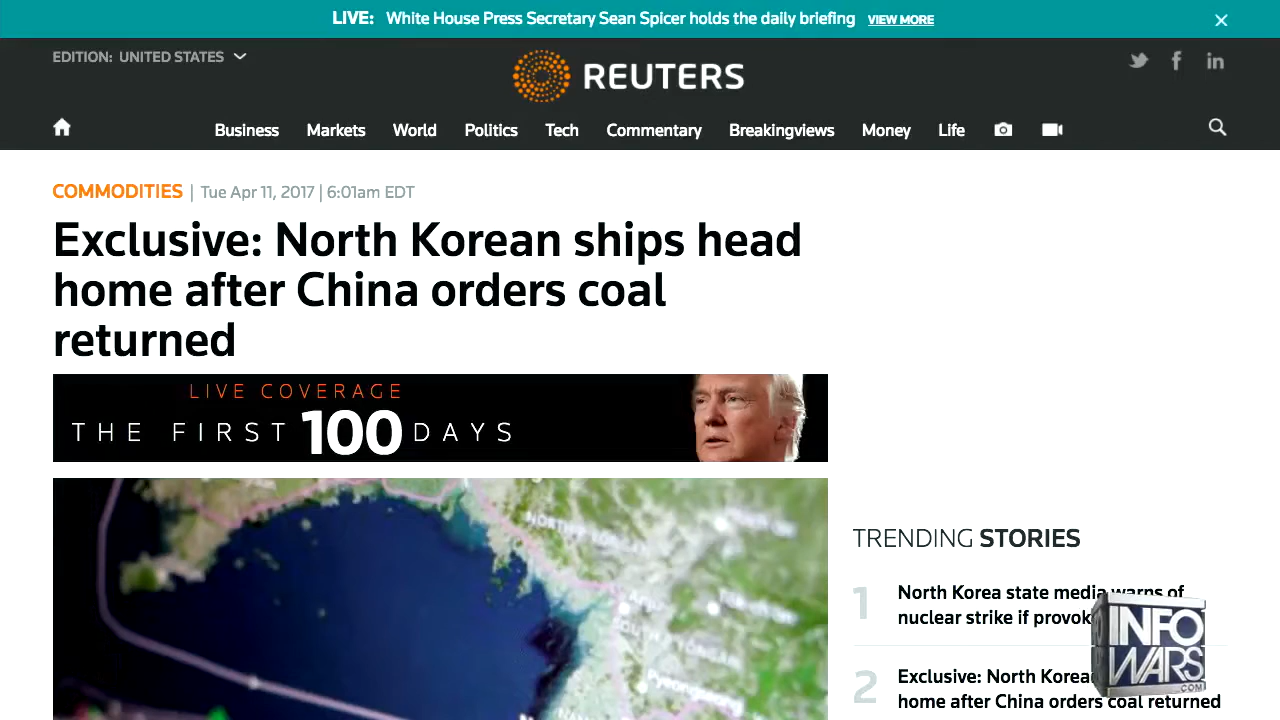 LIVE: White House Press Secretary Sean Spicer holds the daily briefing VIEW MORE
EDITION: UNITED STATES
REUTERS
Business Markets World Politics Tech Commentary Breakingviews Money Life
COMMODITIES | Tue Apr 11, 2017 | 6:01am EDT
Exclusive: North Korean ships head
home after China orders coal
returned
LIVE COVERAGE
THE FIRST 100 DAYS
TRENDING STORIES
1 North Korea state media warns of
nuclear strike if
2 Exclusive: North
home after China orders coal returned
INFO
WARS
.COM